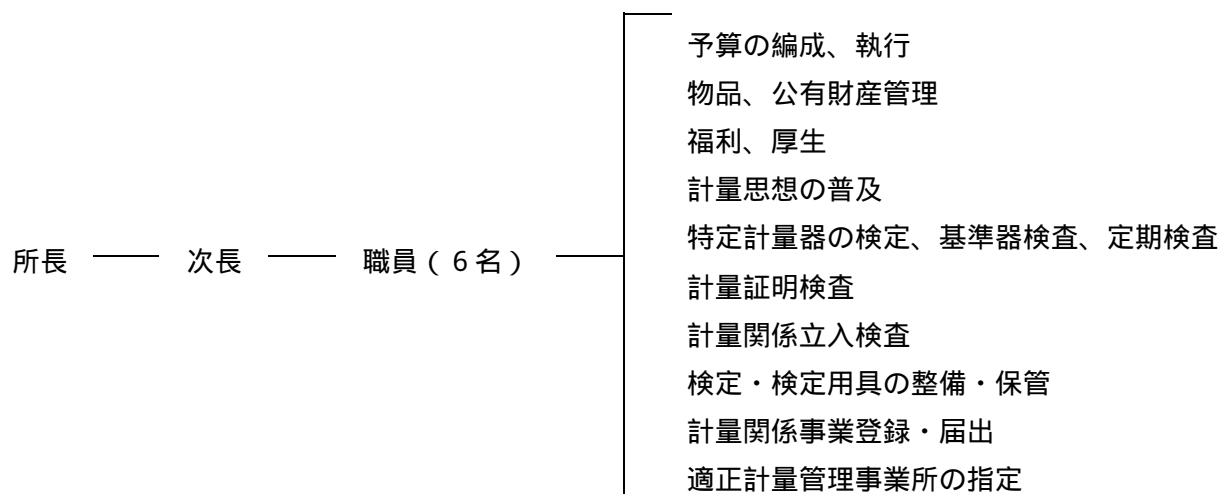 予算の編成、執行
物品、公有財産管理
福利、厚生
計量思想の普及
特定計量器の検定、基準器検査、定期検査
所長 次長 職員(6名)
計量証明検査
計量関係立入検査
検定・検定用具の整備・保管
計量関係事業登録・届出
適正計量管理事業所の指定